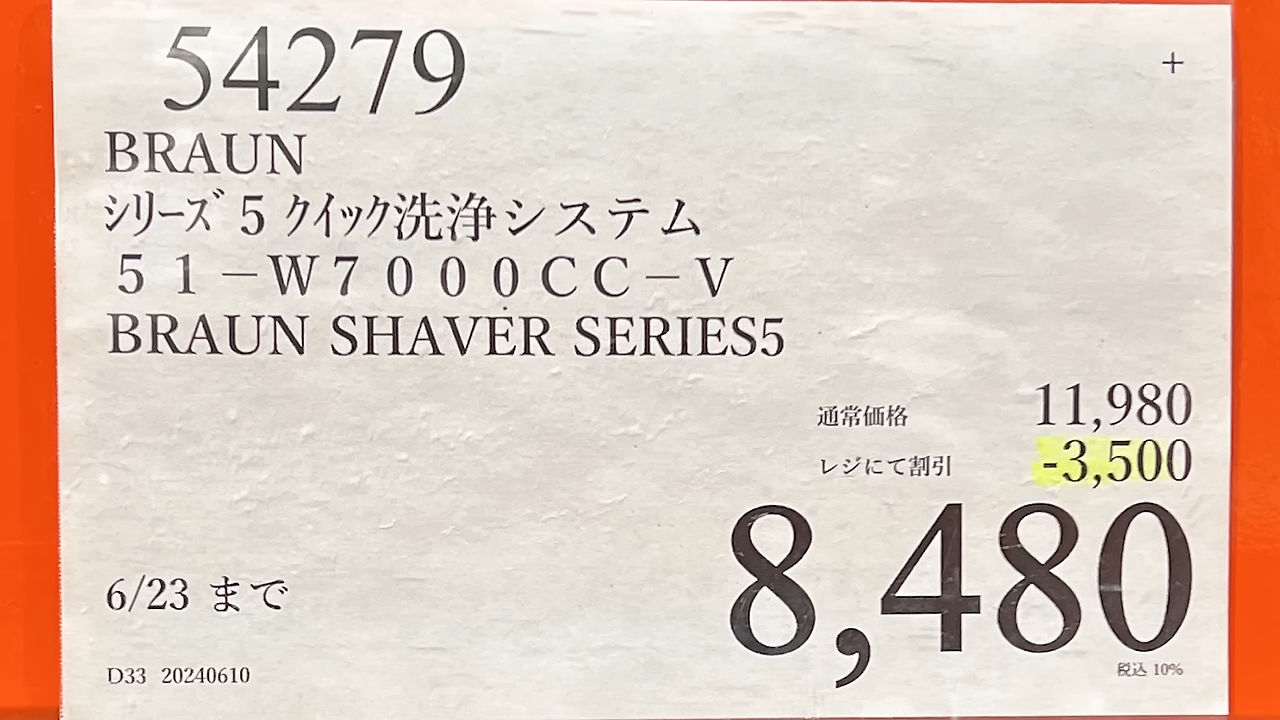 54279
+
BRAUN
ｼﾘｰｽﾞ 5 ｸｲｯｸ洗浄システム
５１－Ｗ７０００ＣＣ－Ｖ
BRAUN SHAVER SERIES5
通常価格 11,980
レジにて割引 -3,500
8,480
6/23 まで
税込 10%
D33 20240610